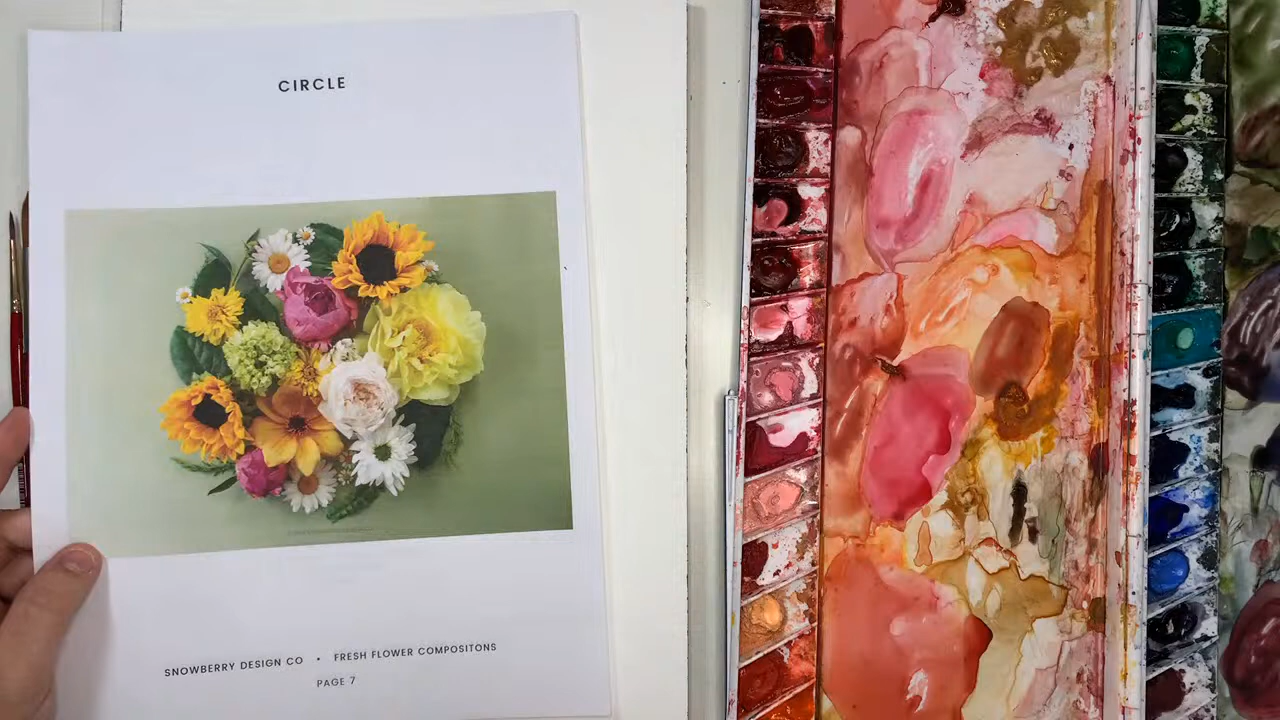 CIRCLE
SNOWBERRY DESIGN CO • FRESH FLOWER COMPOSITONS
PAGE 7